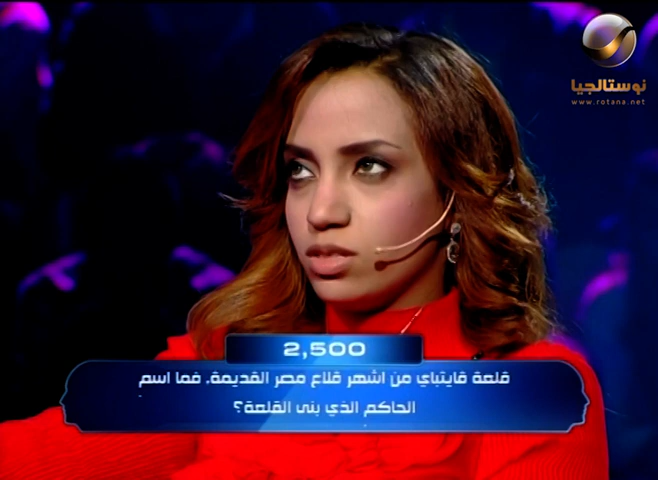 نوستالجيا
www.rotana.net
2,500
قلعة قايتباي من اشهر قلاع مصر القديمة، فما اسم
الحاكم الذي بنى القلعة؟